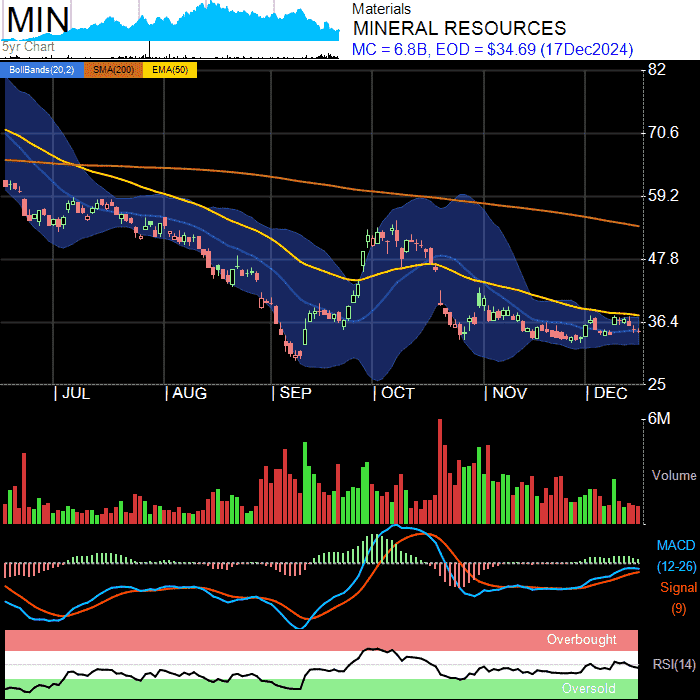 MIN
5yr Chart
Materials
MINERAL RESOURCES
MC = 6.8B, EOD = $34.69 (17Dec2024)
BollBands(20,2) SMA(200) EMA(50)
82
70.6
59.2
47.8
36.4
25
| JUL | AUG | SEP | OCT | NOV | DEC
6M
Volume
MACD
(12-26)
Signal
(9)
Overbought
RSI(14)
Oversold